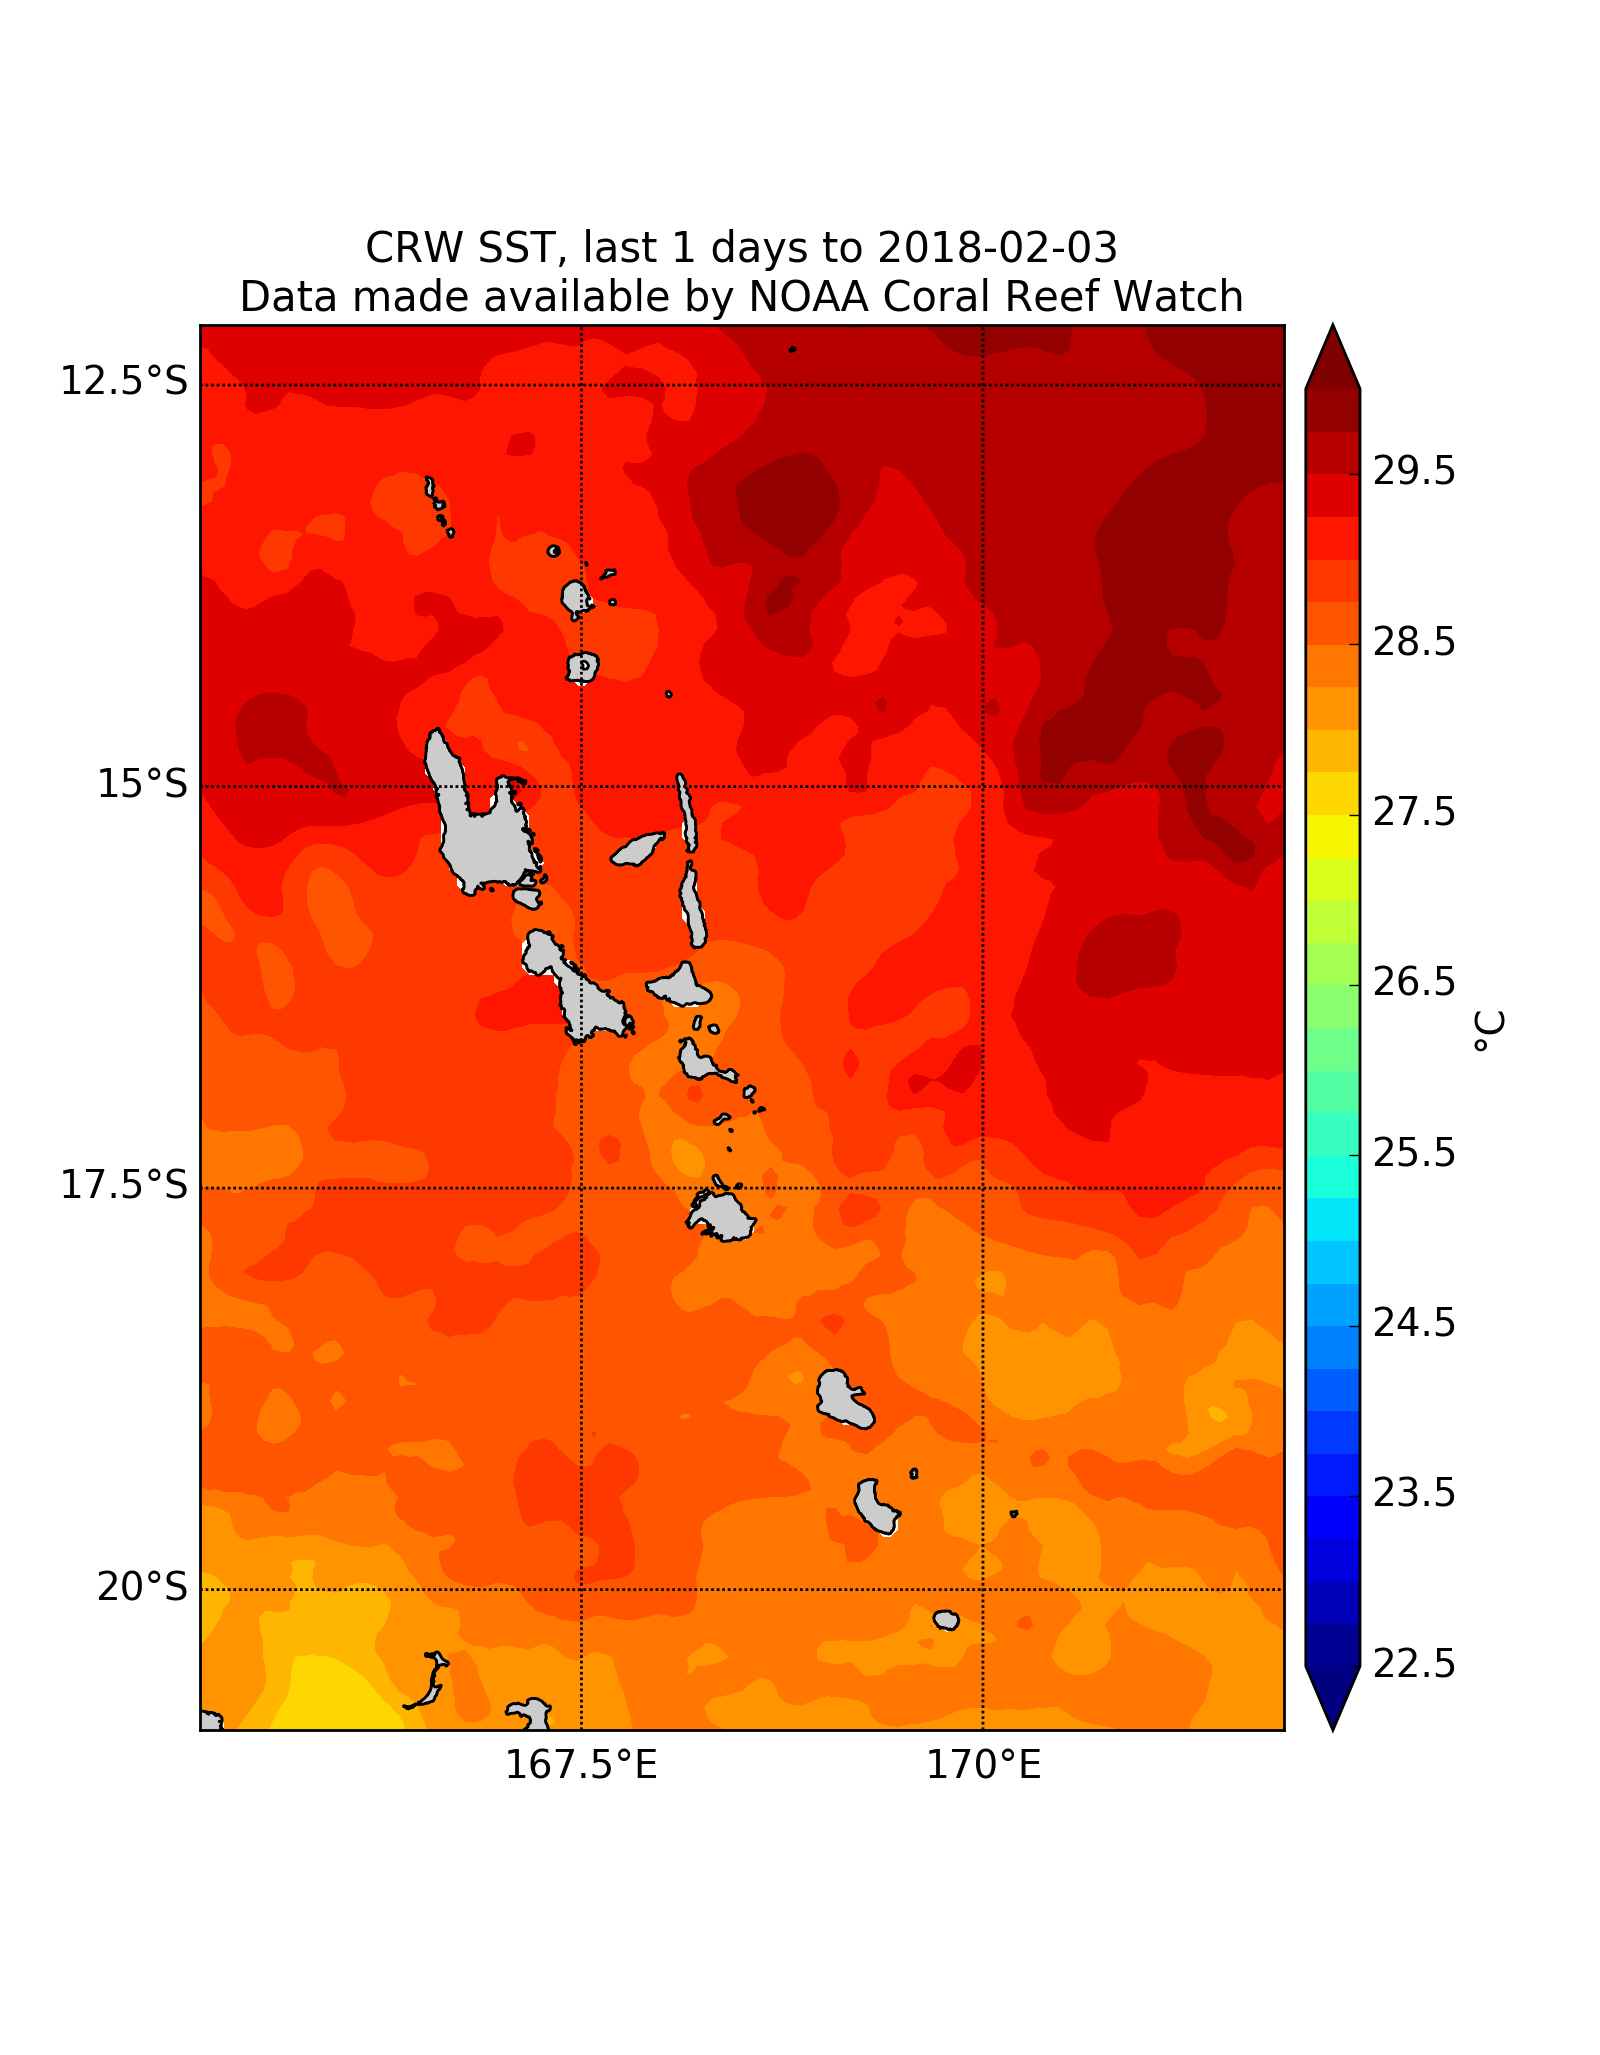 CRW SST, last 1 days to 2018-02-03
Data made available by NOAA Coral Reef Watch
12.5°S
15°S
17.5°S
20°S
167.5°E
170°E
29.5
28.5
27.5
26.5
25.5
24.5
23.5
22.5
°C